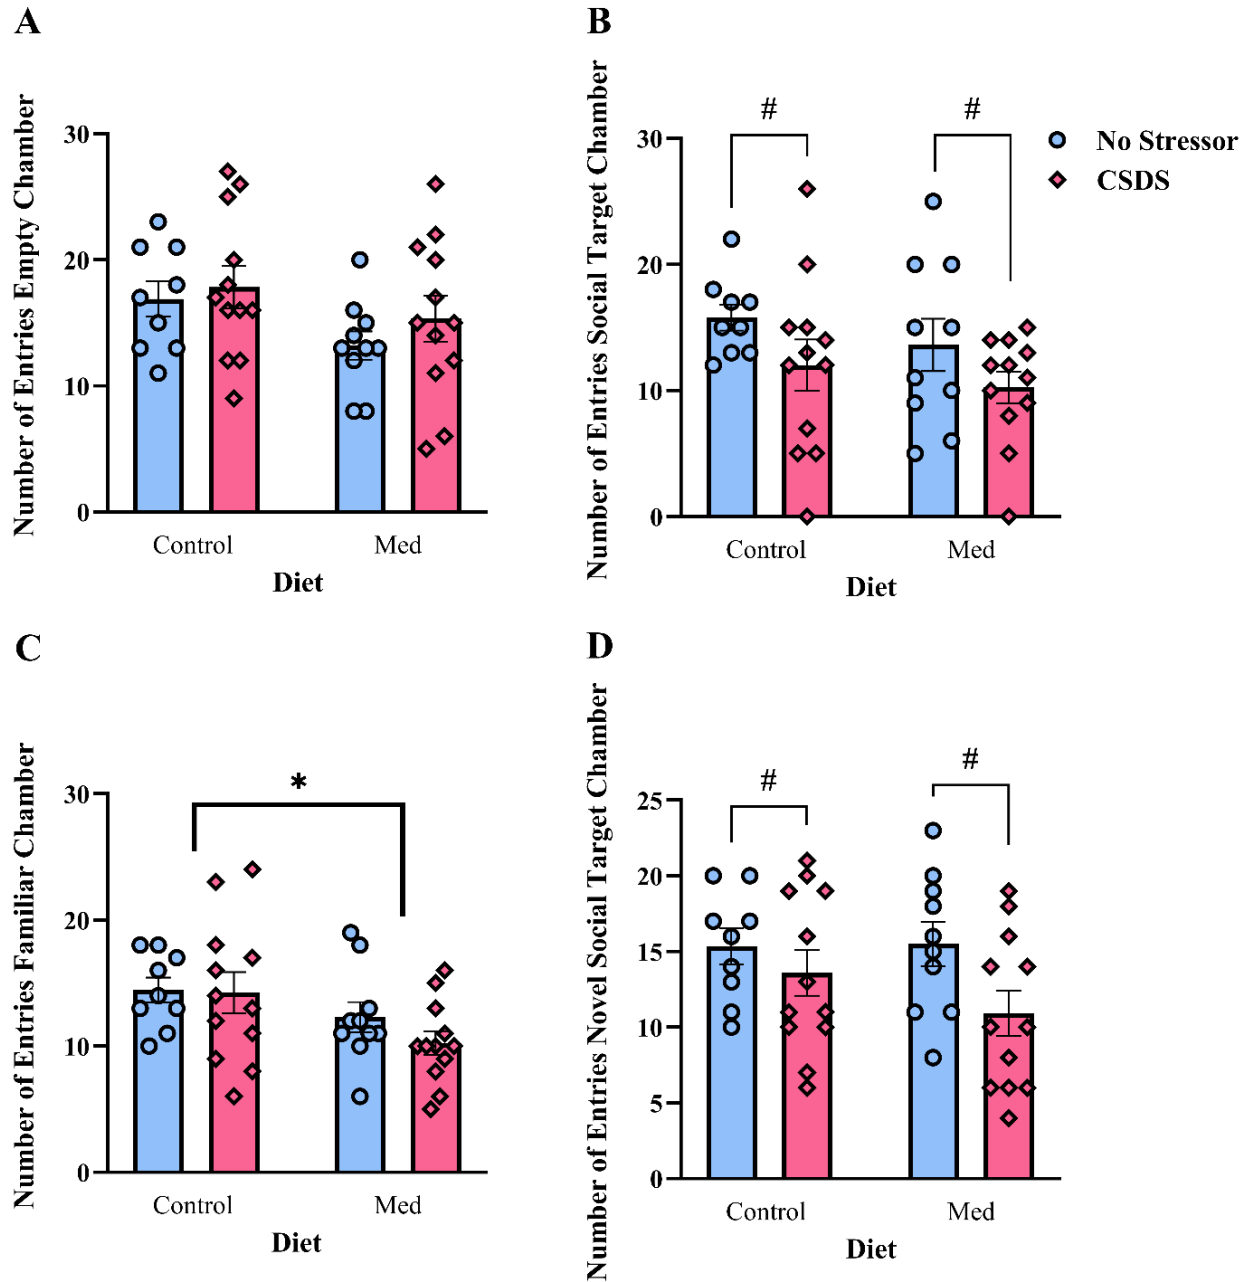 A
Number of Entries Empty Chamber
30
20
10
0
Control
Med
Diet
B
Number of Entries Social Target Chamber
30
20
10
0
#
#
Control
Med
Diet
No Stressor
CSDS
C
Number of Entries Familiar Chamber
30
20
10
0
*
Control
Med
Diet
D
Number of Entries Novel Social Target Chamber
25
20
15
10
5
0
#
#
Control
Med
Diet